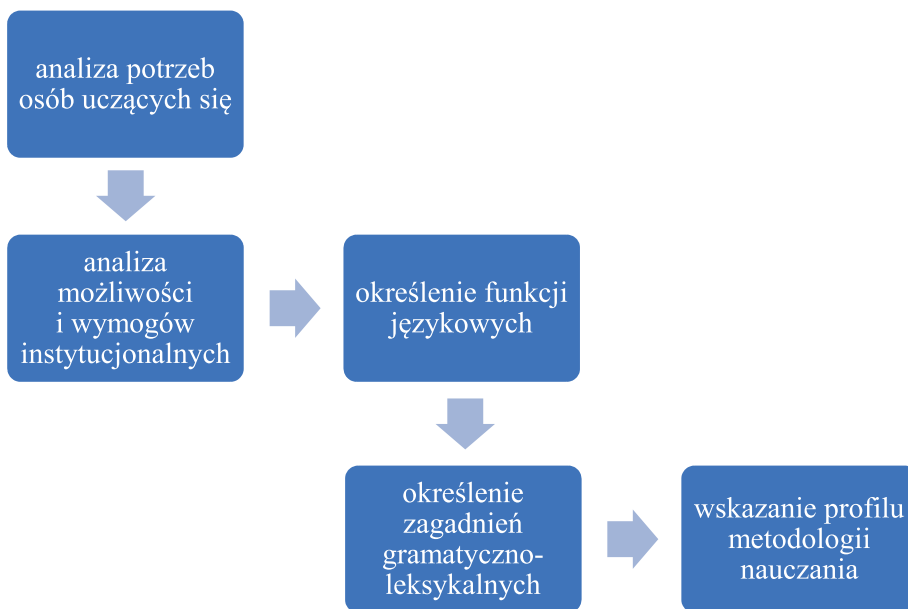 analiza potrzeb
osób uczących się
analiza
możliwości
i wymogów
instytucjonalnych
określenie funkcji
językowych
określenie
zagadnień
gramatyczno-
leksykalnych
wskazanie profilu
metodologii
nauczania